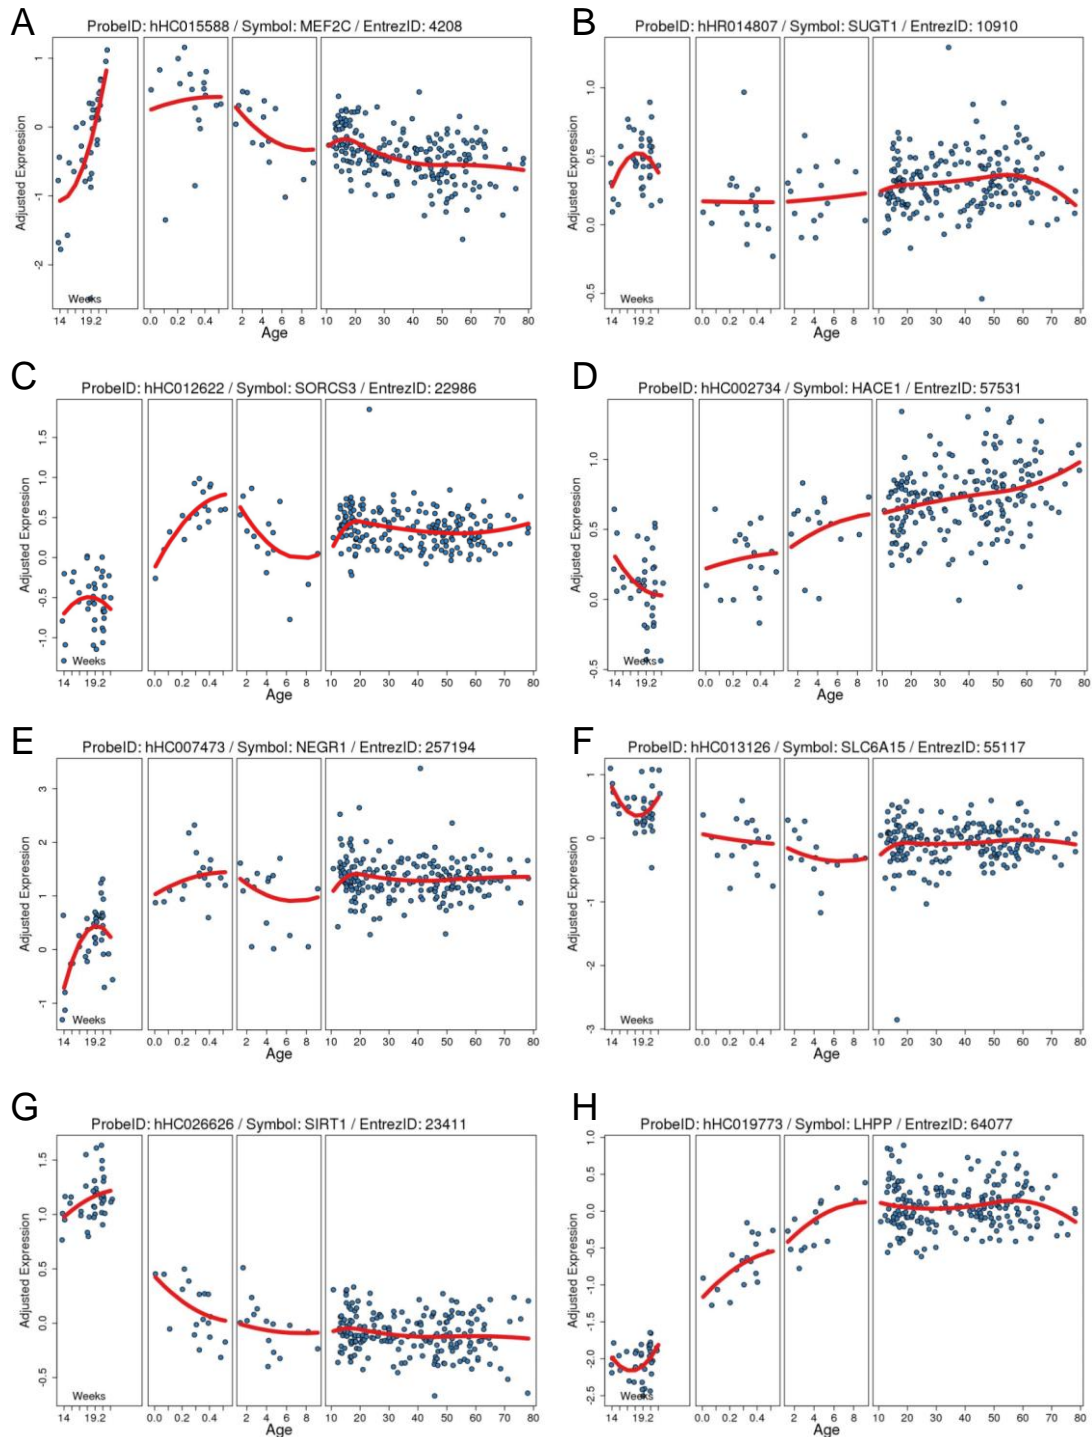 A
ProbeID: hHC015588 / Symbol: MEF2C / EntrezID: 4208
Adjusted Expression
1
0
-1
-2
Weeks
14 19.2
0.0 0.2 0.4
2 4 6 8
10 20 30 40 50 60 70 80
Age
B
ProbeID: hHR014807 / Symbol: SUGT1 / EntrezID: 10910
Adjusted Expression
1.0
0.5
0.0
-0.5
Weeks
14 19.2
0.0 0.4
2 4 6 8
10 20 30 40 50 60 70 80
Age
C
ProbeID: hHC012622 / Symbol: SORCS3 / EntrezID: 22986
Adjusted Expression
1.5
1.0
0.5
0.0
-0.5
-1.0
Weeks
14 19.2
0.0 0.2 0.4
2 4 6 8
10 20 30 40 50 60 70 80
Age
D
ProbeID: hHC002734 / Symbol: HACE1 / EntrezID: 57531
Adjusted Expression
1.0
0.5
0.0
-0.5
Weeks
14 19.2
0.0 0.4
2 4 6 8
10 20 30 40 50 60 70 80
Age
E
ProbeID: hHC007473 / Symbol: NEGR1 / EntrezID: 257194
Adjusted Expression
3
2
1
0
-1
Weeks
14 19.2
0.0 0.2 0.4
2 4 6 8
10 20 30 40 50 60 70 80
Age
F
ProbeID: hHC013126 / Symbol: SLC6A15 / EntrezID: 55117
Adjusted Expression
1
0
-1
-2
-3
Weeks
14 19.2
0.0 0.4
2 4 6 8
10 20 30 40 50 60 70 80
Age
G
ProbeID: hHC026626 / Symbol: SIRT1 / EntrezID: 23411
Adjusted Expression
1.5
1.0
0.5
0.0
-0.5
Weeks
14 19.2
0.0 0.2 0.4
2 4 6 8
10 20 30 40 50 60 70 80
Age
H
ProbeID: hHC019773 / Symbol: LHPP / EntrezID: 64077
Adjusted Expression
1.0
0.5
0.0
-0.5
-1.0
-1.5
-2.0
-2.5
Weeks
14 19.2
0.0 0.4
2 4 6 8
10 20 30 40 50 60 70 80
Age